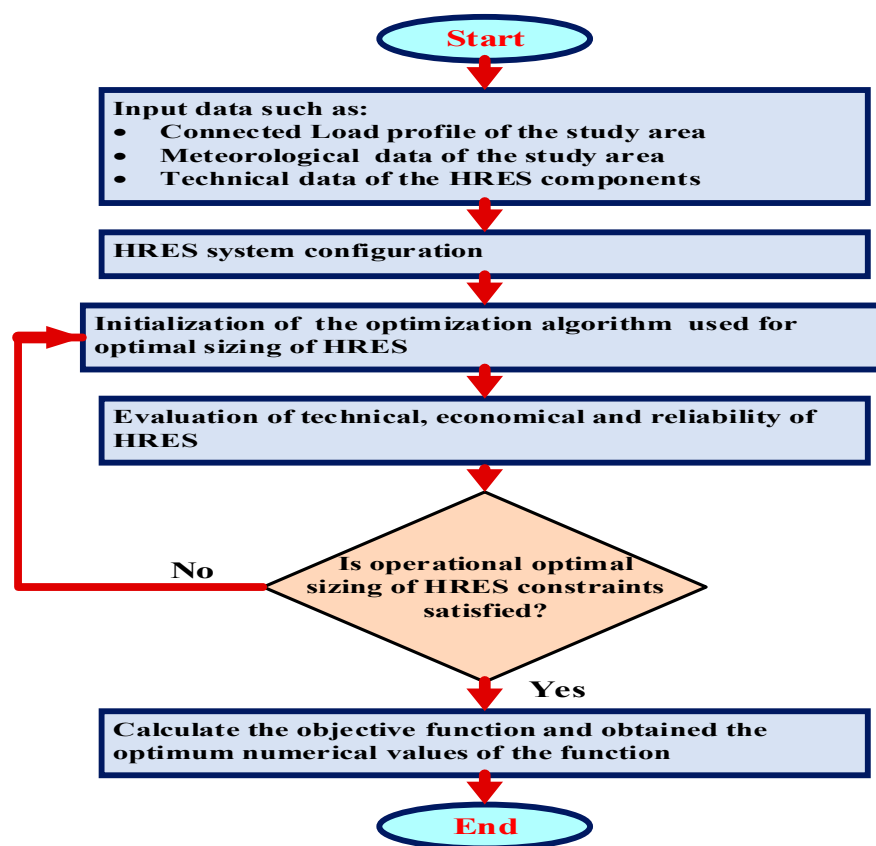 Start
Input data such as:
• Connected Load profile of the study area
• Meteorological data of the study area
• Technical data of the HRES components
HRES system configuration
Initialization of the optimization algorithm used for
optimal sizing of HRES
Evaluation of technical, economical and reliability of
HRES
No
Is operational optimal
sizing of HRES constraints
satisfied?
Yes
Calculate the objective function and obtained the
optimum numerical values of the function
End